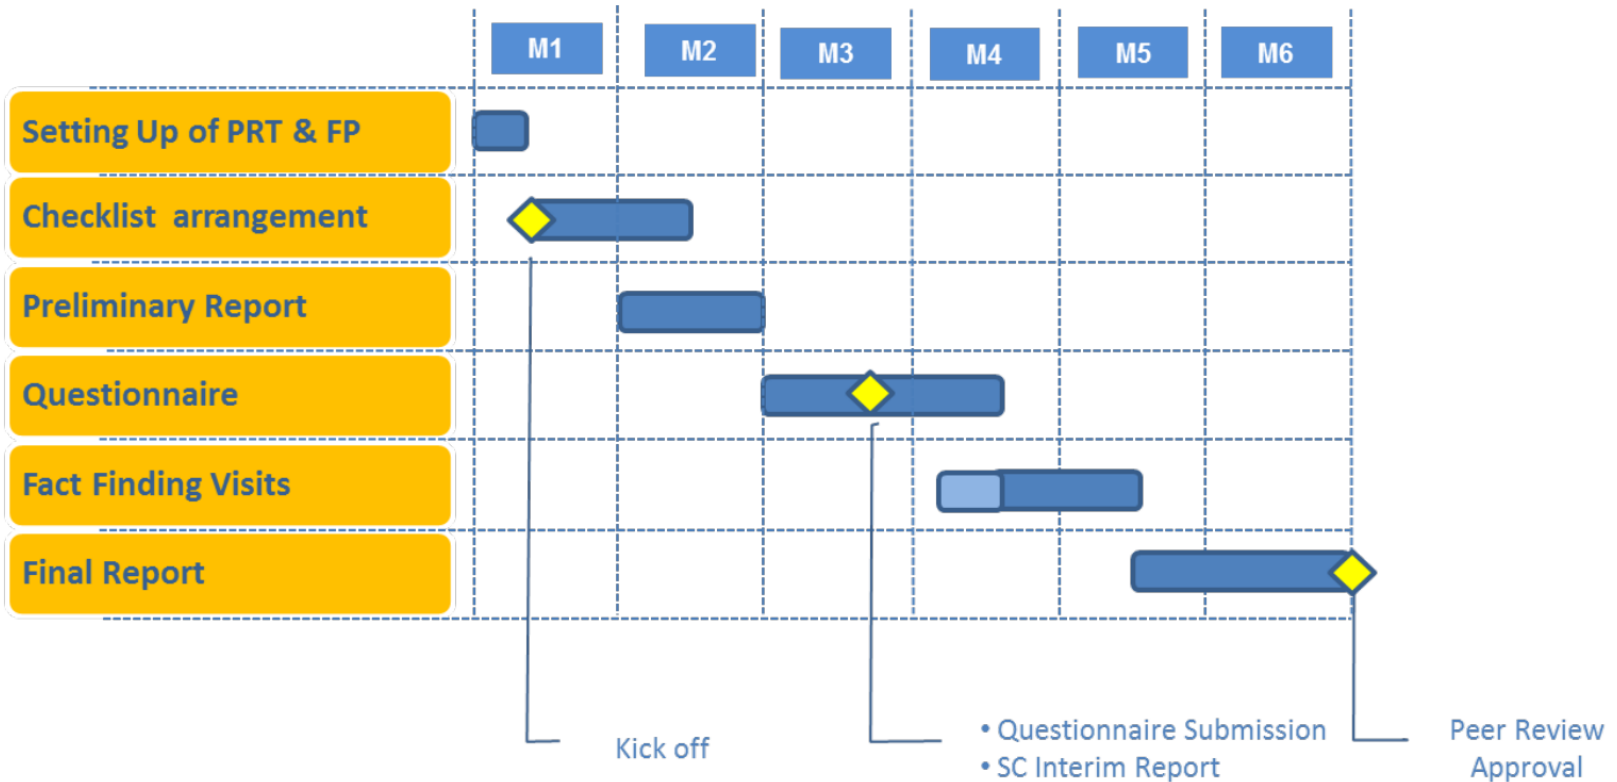 M1 M2 M3 M4 M5 M6
Setting Up of PRT & FP
Checklist arrangement
Preliminary Report
Questionnaire
Fact Finding Visits
Final Report
Kick off
• Questionnaire Submission
• SC Interim Report
Peer Review
Approval